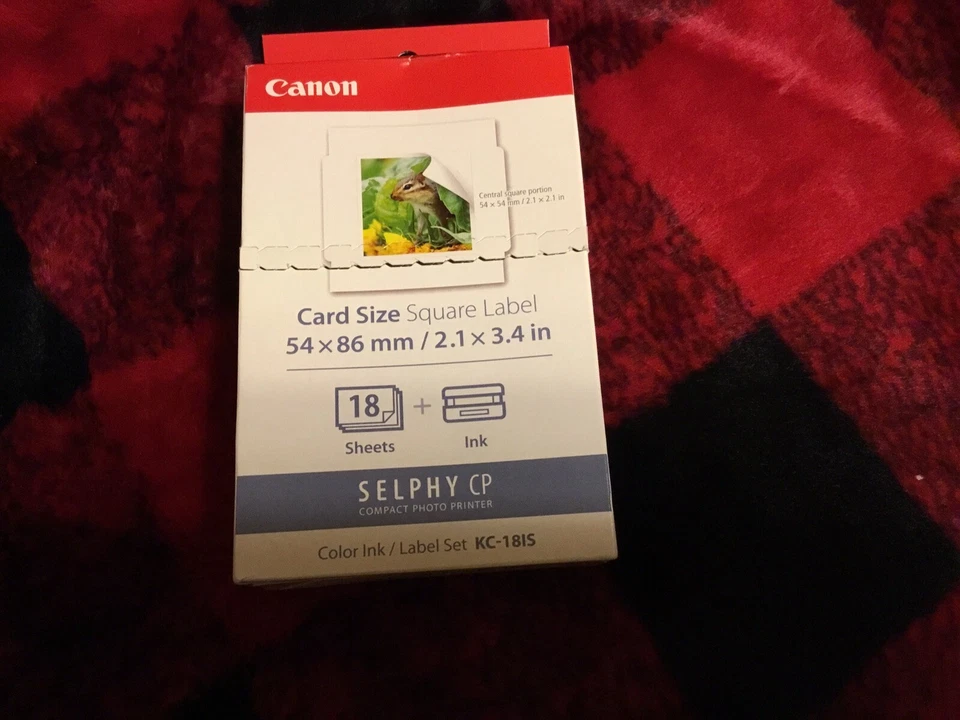 Canon
Central square portion
54 × 54 mm / 2.1 × 2.1 in
Card Size Square Label
54 × 86 mm / 2.1 × 3.4 in
18
+
Sheets
Ink
SELPHY CP
COMPACT PHOTO PRINTER
Color Ink / Label Set KC-18IS